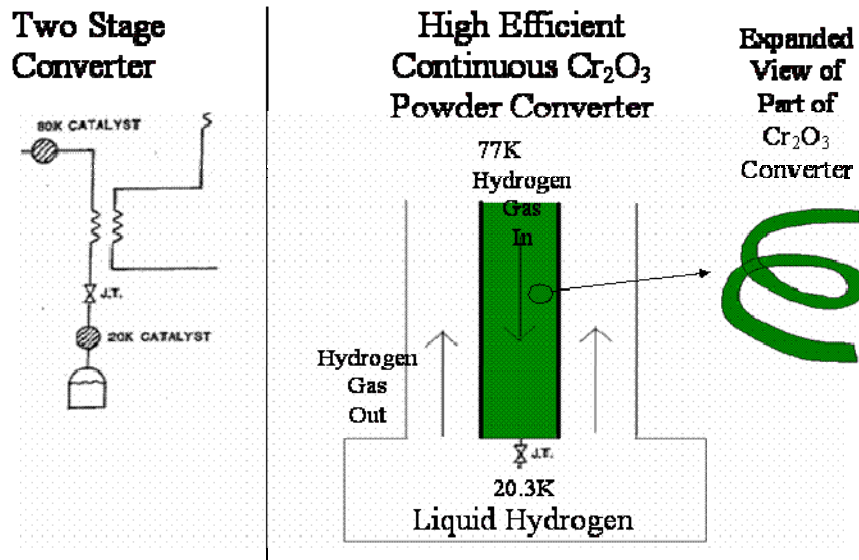 Two Stage
Converter
80K CATALYST
J.T.
20K CATALYST
High Efficient
Continuous Cr₂O₃
Powder Converter
77K
Hydrogen
Gas
In
Hydrogen
Gas
Out
J.T.
20.3K
Liquid Hydrogen
Expanded
View of
Part of
Cr₂O₃
Converter